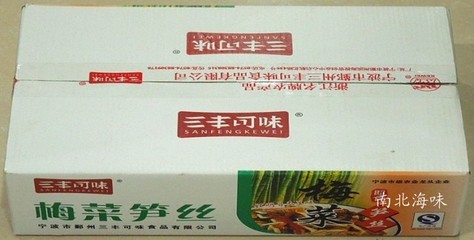 三丰可味
宁波市鄞州三丰可味食品有限公司
浙江名牌农产品
三丰可味
SANFENGKEWEI
三丰可味
梅菜笋丝
宁波市鄞州三丰可味食品有限公司
梅菜
笋丝
南北海味